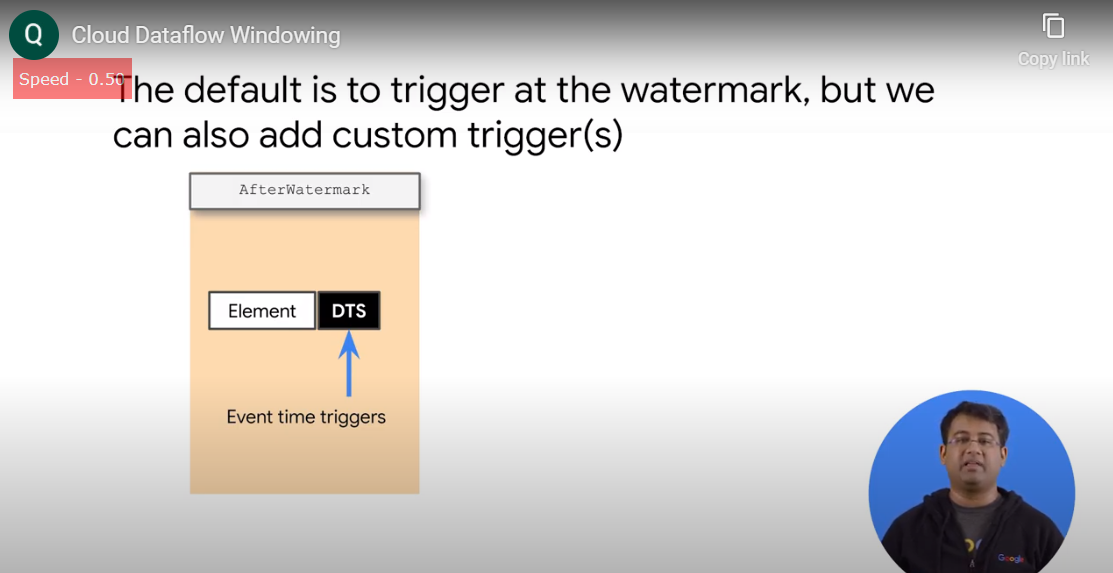 Q
Cloud Dataflow Windowing
Copy link
Speed - 0.50
The default is to trigger at the watermark, but we
can also add custom trigger(s)
AfterWatermark
Element
DTS
Event time triggers
Google